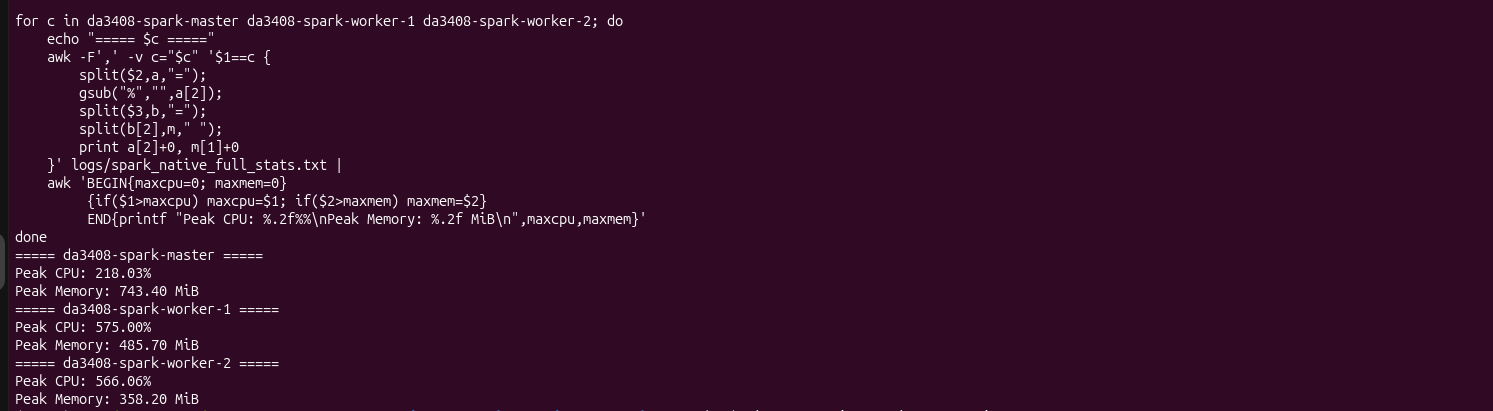 for c in da3408-spark-master da3408-spark-worker-1 da3408-spark-worker-2; do
    echo "===== $c ====="
    awk -F',' -v c="$c" '$1==c {
        split($2,a,"=");
        gsub("%","",a[2]);
        split($3,b,"=");
        split(b[2],m," ");
        print a[2]+0, m[1]+0
    }' logs/spark_native_full_stats.txt |
    awk 'BEGIN{maxcpu=0; maxmem=0}
         {if($1>maxcpu) maxcpu=$1; if($2>maxmem) maxmem=$2}
         END{printf "Peak CPU: %.2f%%\nPeak Memory: %.2f MiB\n",maxcpu,maxmem}'
done
===== da3408-spark-master =====
Peak CPU: 218.03%
Peak Memory: 743.40 MiB
===== da3408-spark-worker-1 =====
Peak CPU: 575.00%
Peak Memory: 485.70 MiB
===== da3408-spark-worker-2 =====
Peak CPU: 566.06%
Peak Memory: 358.20 MiB